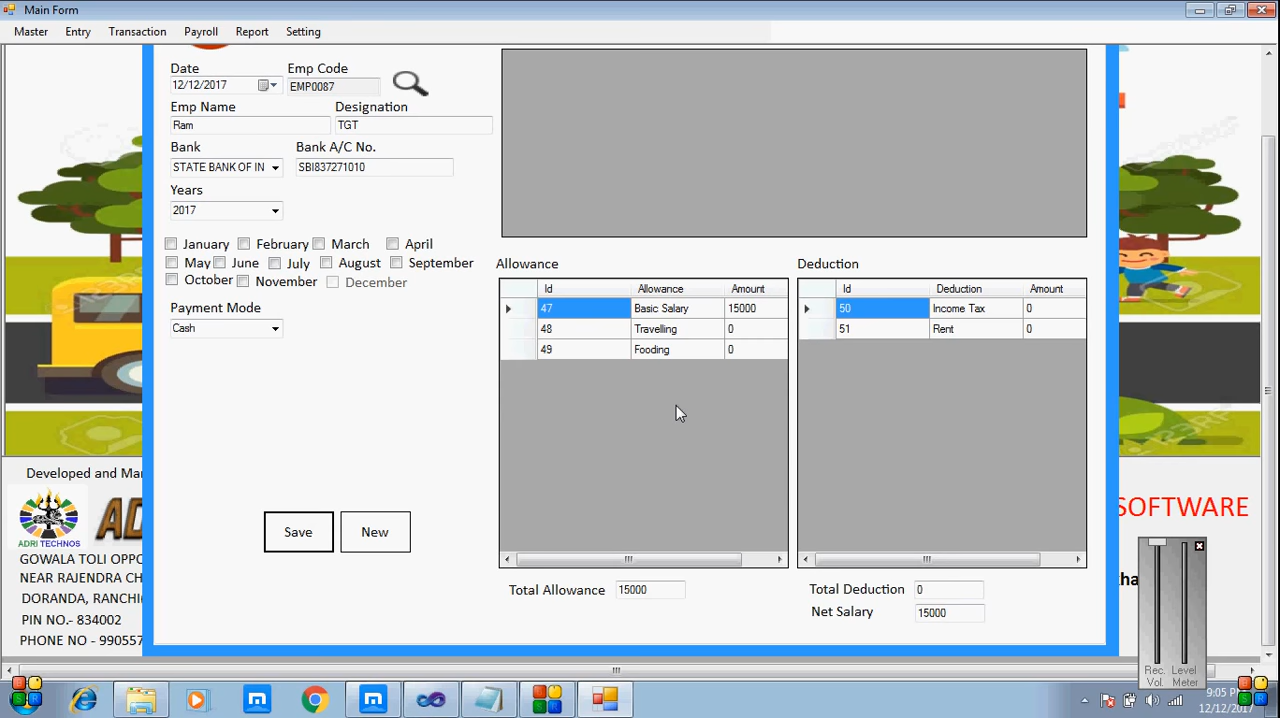 Main Form
Master Entry Transaction Payroll Report Setting
Date Emp Code
12/12/2017 EMP0087
Emp Name Designation
Ram TGT
Bank Bank A/C No.
STATE BANK OF IN SBI837271010
Years
2017
January February March April
May June July August September
October November December
Payment Mode
Cash
Save New
Allowance
Id Allowance Amount
47 Basic Salary 15000
48 Travelling 0
49 Fooding 0
Total Allowance 15000
Deduction
Id Deduction Amount
50 Income Tax 0
51 Rent 0
Total Deduction 0
Net Salary 15000
Developed and Mar
ADRI TECHNOS
GOWALA TOLI OPPO
NEAR RAJENDRA CH
DORANDA, RANCHI(
PIN NO.- 834002
PHONE NO - 990557
SOFTWARE
Rec. Level
Vol. Meter
9:05 PM
12/12/2017